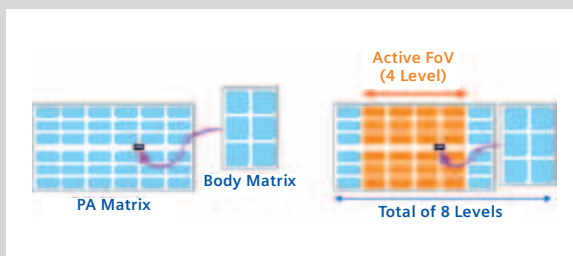 Active FoV
(4 Level)
Body Matrix
PA Matrix
Total of 8 Levels